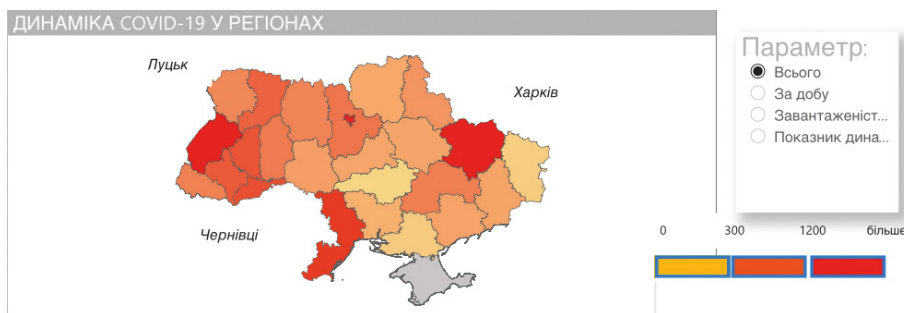 ДИНАМІКА COVID-19 У РЕГІОНАХ
Луцьк
Харків
Чернівці
Параметр:
Всього
За добу
Завантаженіст...
Показник дина...
0 300 1200 більше